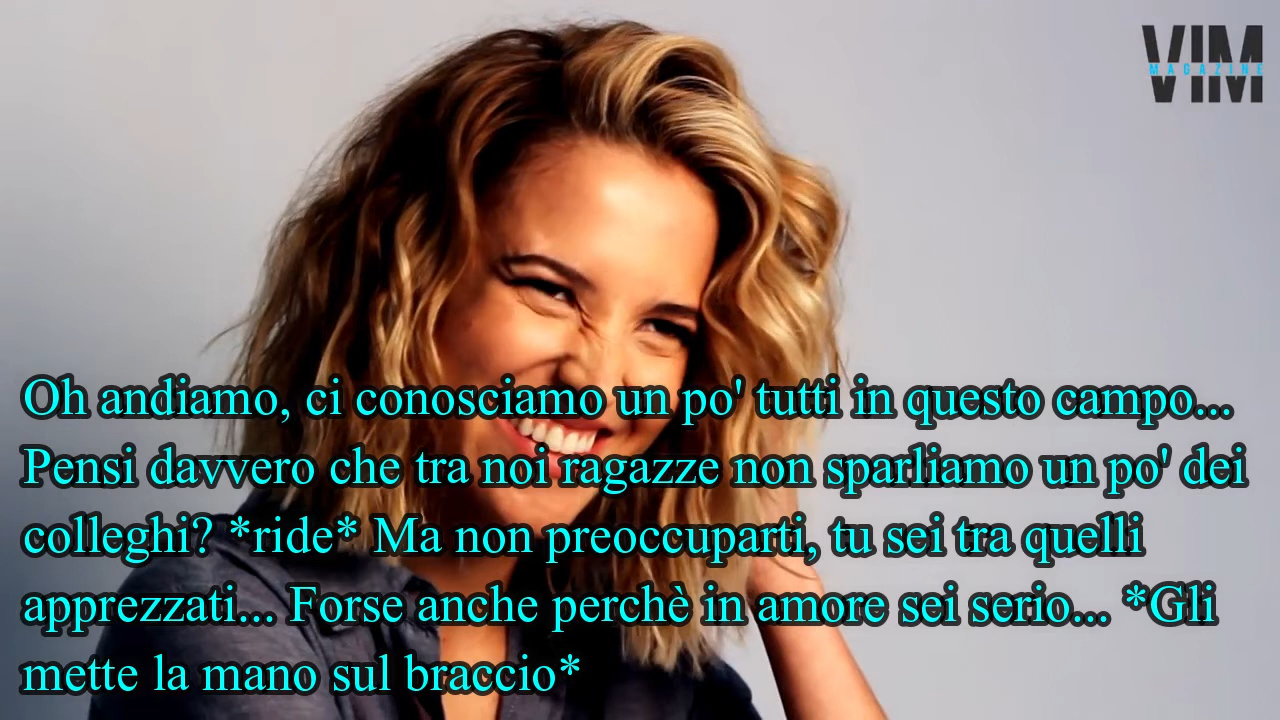 VIM
MAGAZINE
Oh andiamo, ci conosciamo un po' tutti in questo campo...
Pensi davvero che tra noi ragazze non sparliamo un po' dei
colleghi? *ride* Ma non preoccuparti, tu sei tra quelli
apprezzati... Forse anche perchè in amore sei serio... *Gli
mette la mano sul braccio*